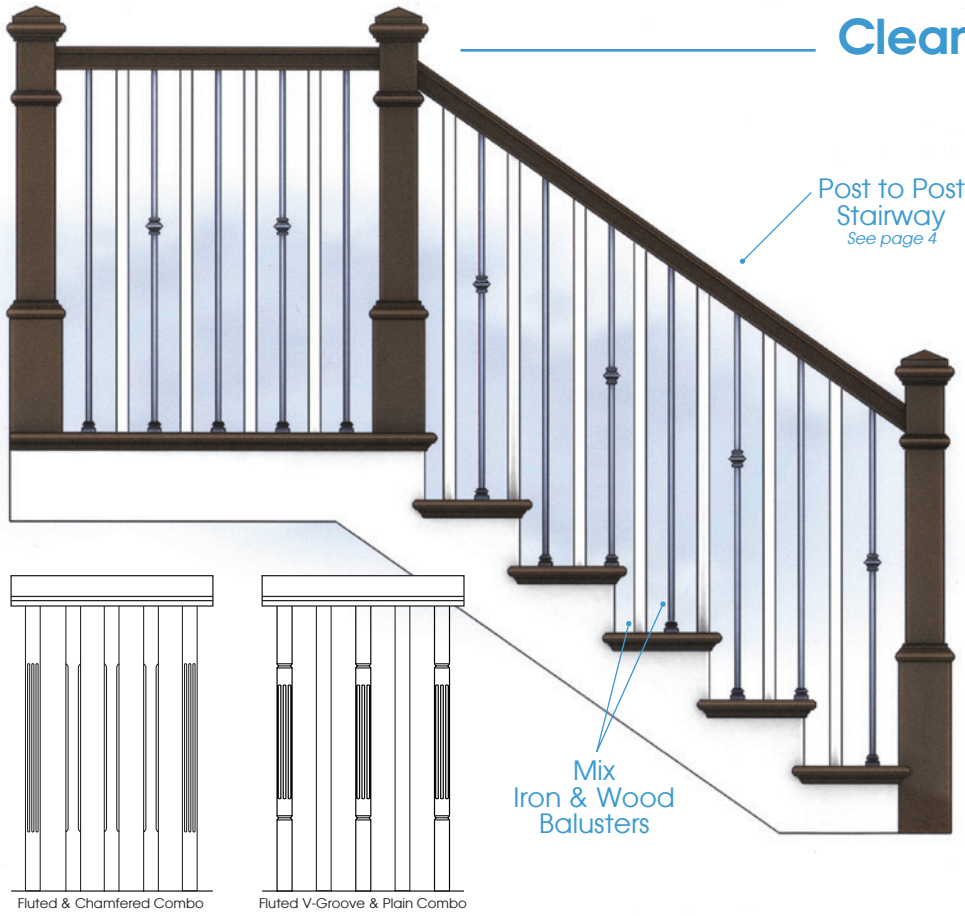 Clear
Post to Post
Stairway
See page 4
Mix
Iron & Wood
Balusters
Fluted & Chamfered Combo
Fluted V-Groove & Plain Combo